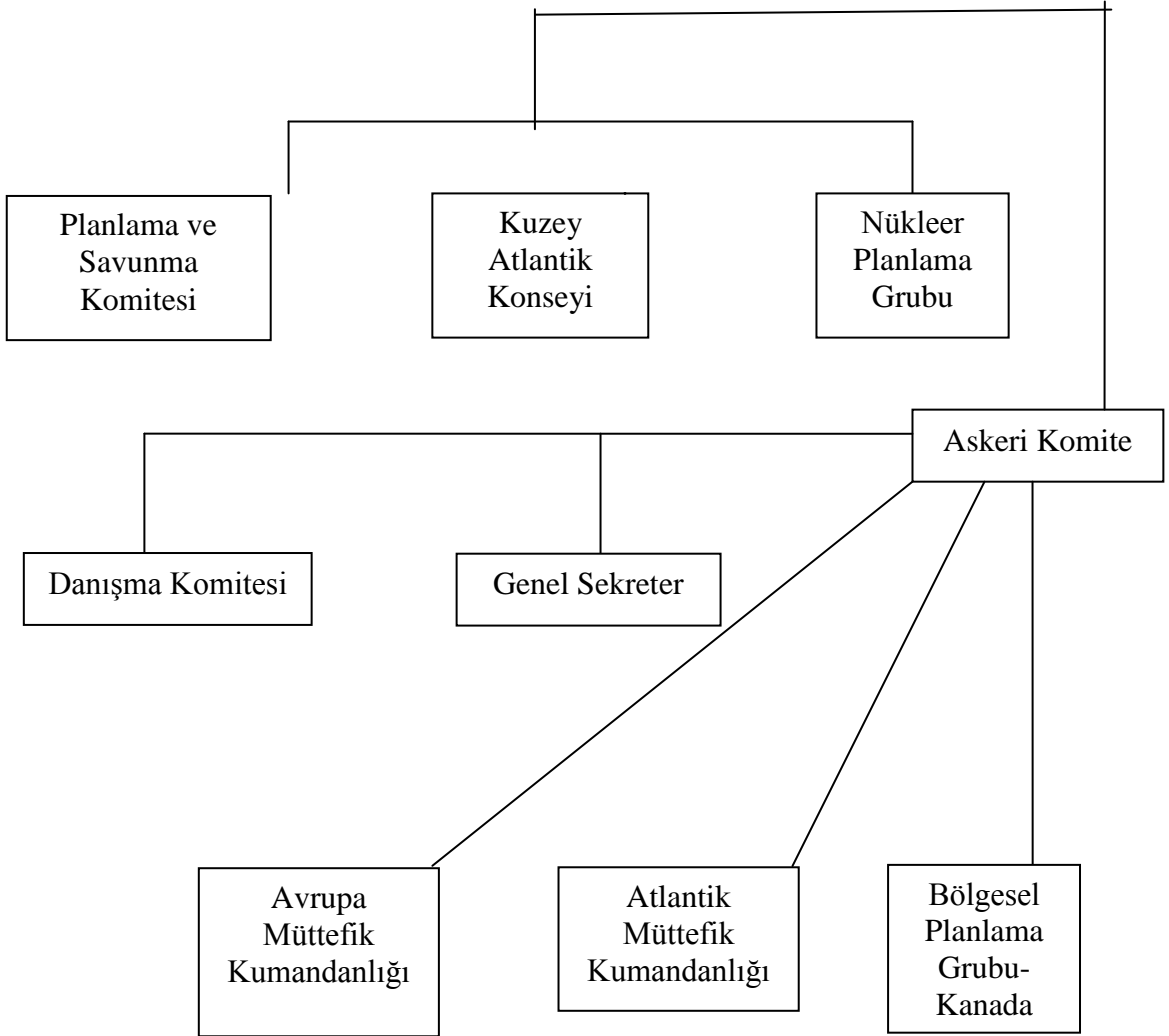 Planlama ve
Savunma
Komitesi
Kuzey
Atlantik
Konseyi
Nükleer
Planlama
Grubu
Askeri Komite
Danışma Komitesi
Genel Sekreter
Avrupa
Müttefik
Kumandanlığı
Atlantik
Müttefik
Kumandanlığı
Bölgesel
Planlama
Grubu-
Kanada